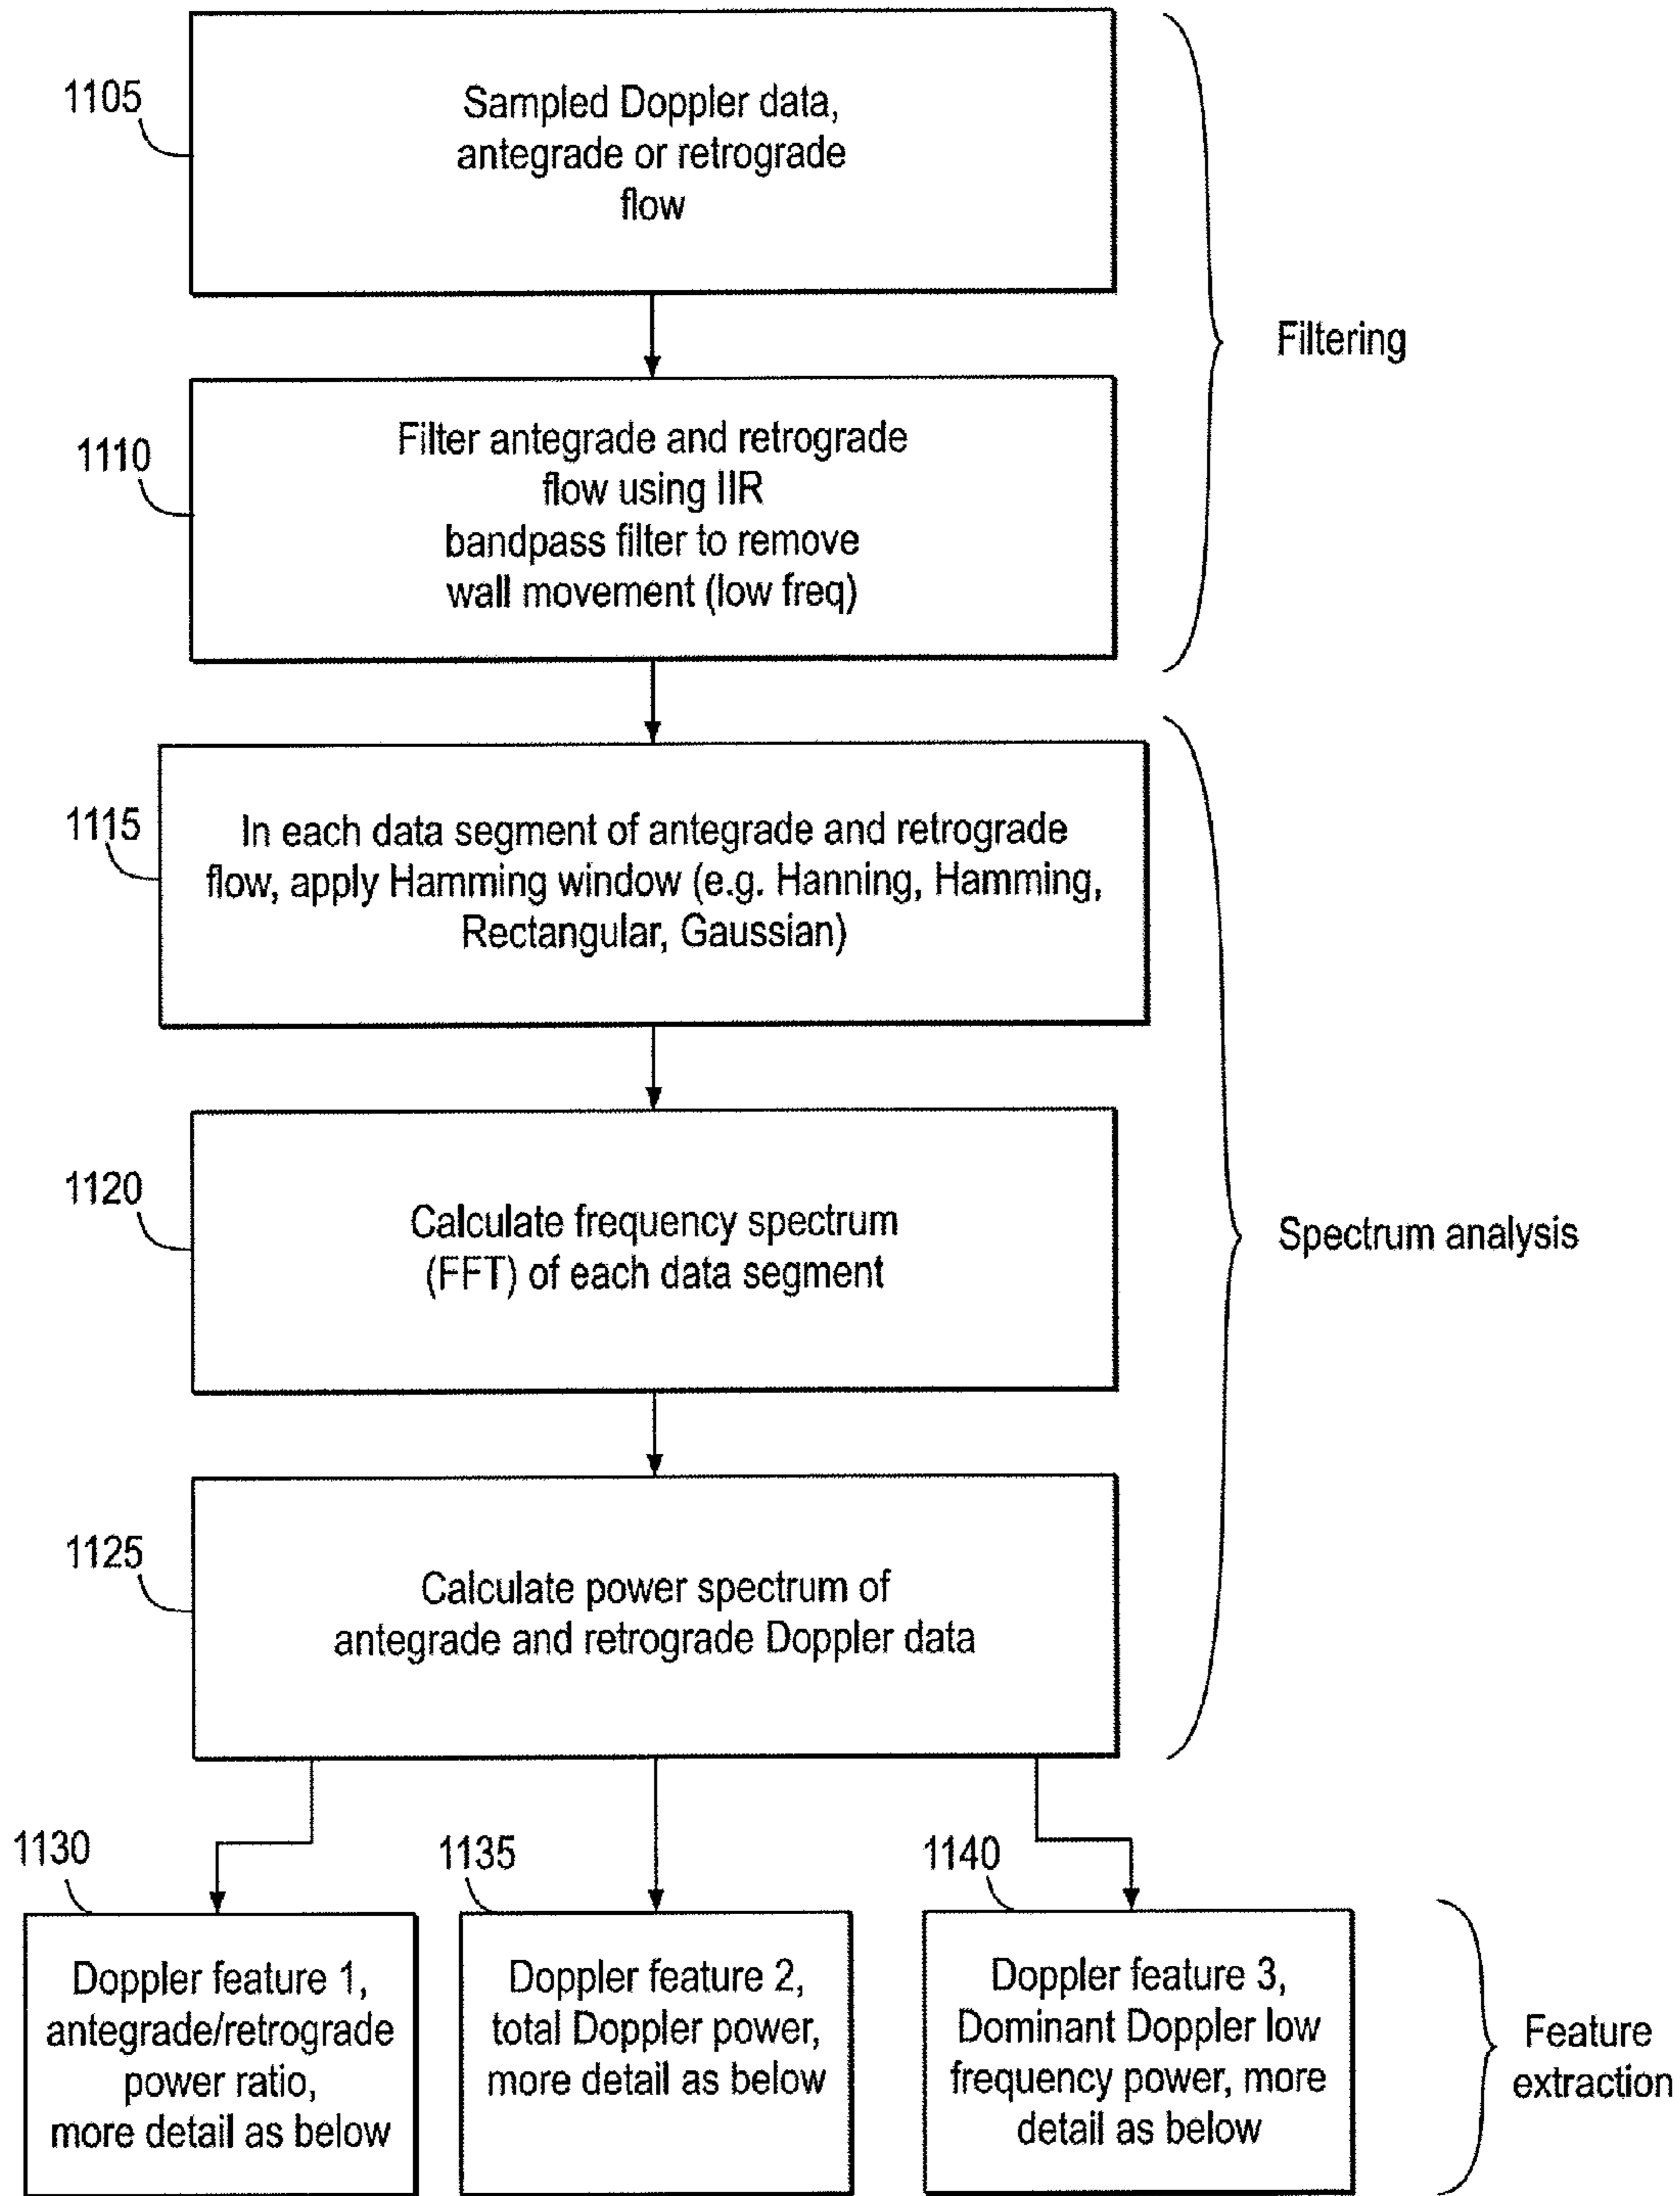 1105
Sampled Doppler data,
antegrade or retrograde
flow
Filtering
1110
Filter antegrade and retrograde
flow using IIR
bandpass filter to remove
wall movement (low freq)
1115
In each data segment of antegrade and retrograde
flow, apply Hamming window (e.g. Hanning, Hamming,
Rectangular, Gaussian)
1120
Calculate frequency spectrum
(FFT) of each data segment
Spectrum analysis
1125
Calculate power spectrum of
antegrade and retrograde Doppler data
1130
Doppler feature 1,
antegrade/retrograde
power ratio,
more detail as below
1135
Doppler feature 2,
total Doppler power,
more detail as below
1140
Doppler feature 3,
Dominant Doppler low
frequency power, more
detail as below
Feature
extraction